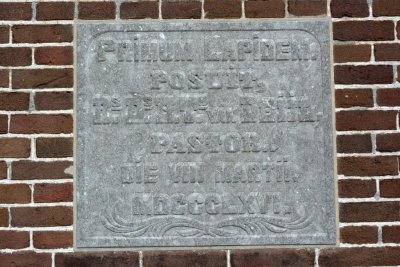 PRIMUM LAPIDEM.
POSUIT,
PASTOR.
DIE VIII MARTII.
MDCCCLXVI.